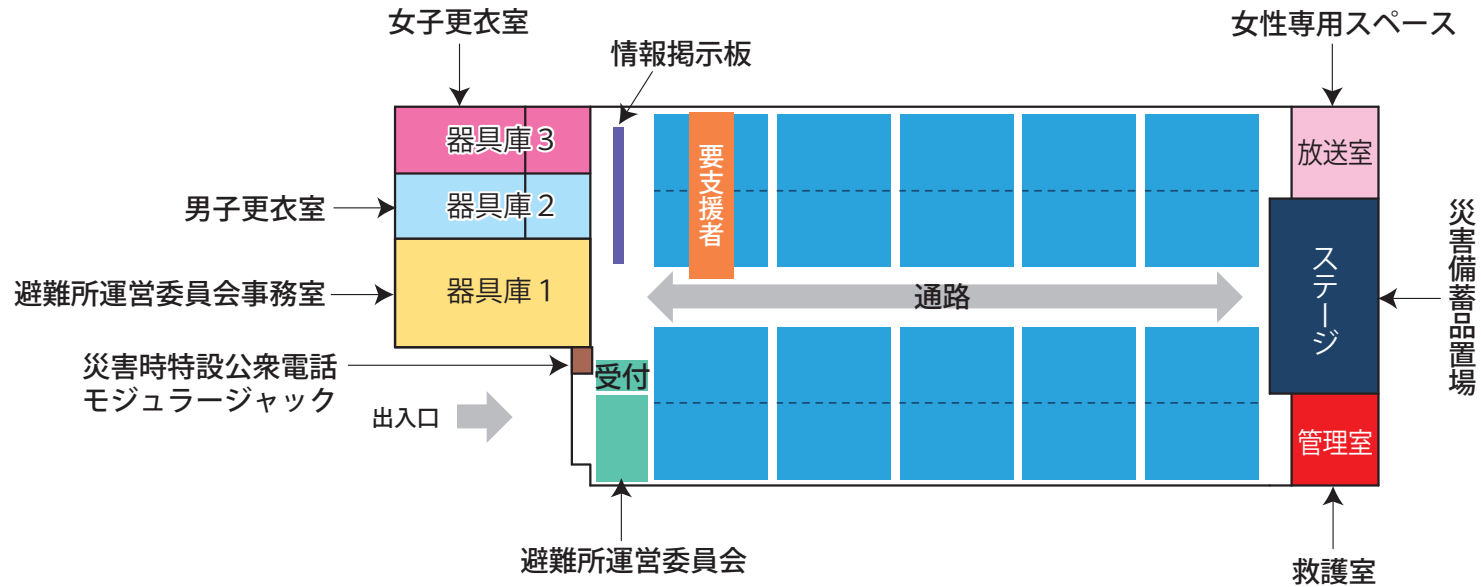 女子更衣室
情報掲示板
女性専用スペース
器具庫3
要支援者
放送室
男子更衣室
器具庫2
災害備蓄品置場
ステージ
避難所運営委員会事務室
器具庫1
通路
災害時特設公衆電話
モジュラージャック
受付
出入口
管理室
避難所運営委員会
救護室